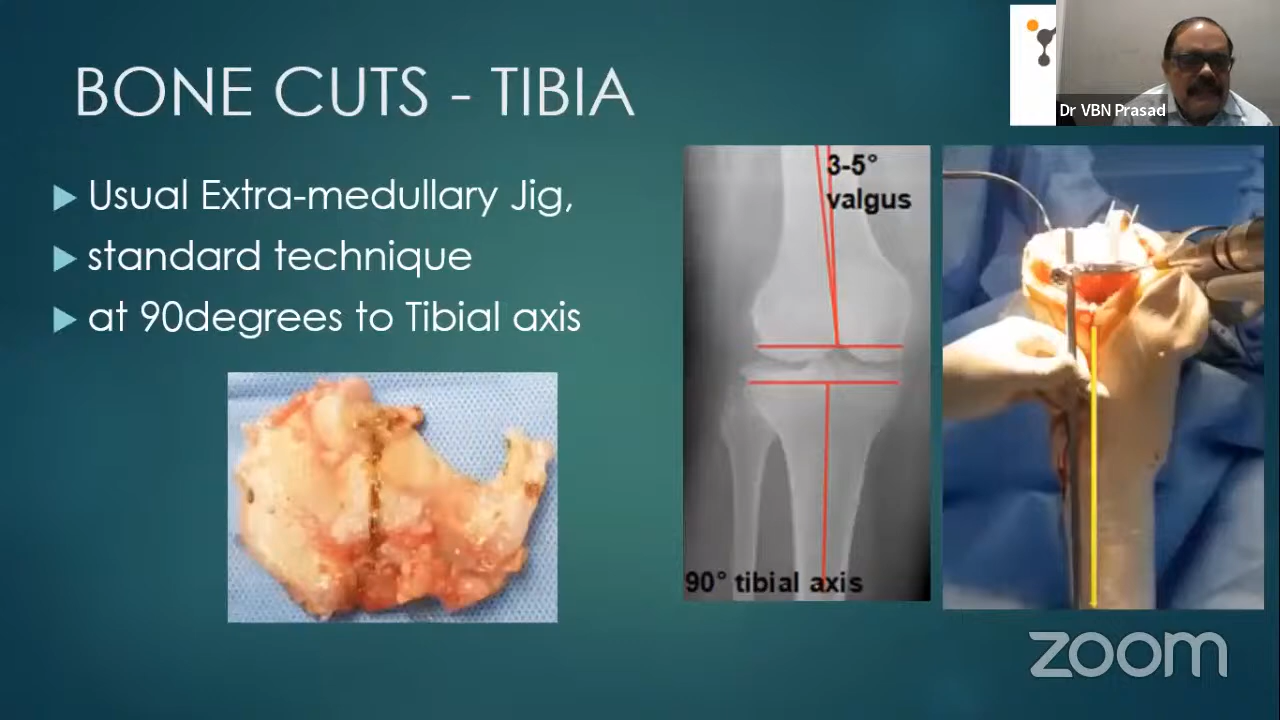 BONE CUTS - TIBIA
Dr VBN Prasad
Usual Extra-medullary Jig,
standard technique
at 90degrees to Tibial axis
3-5°
valgus
90° tibial axis
zoom